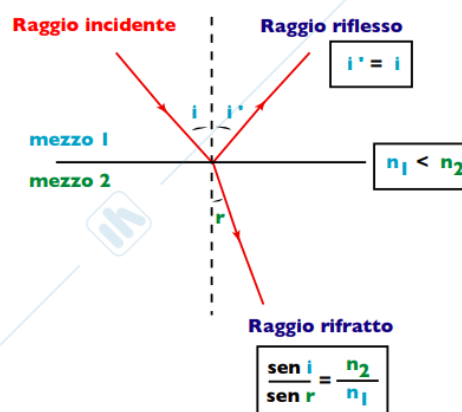 Raggio incidente
Raggio riflesso
i ' = i
i i '
mezzo 1
n₁ < n₂
mezzo 2
r
Raggio rifratto
sen i / sen r = n₂ / n₁